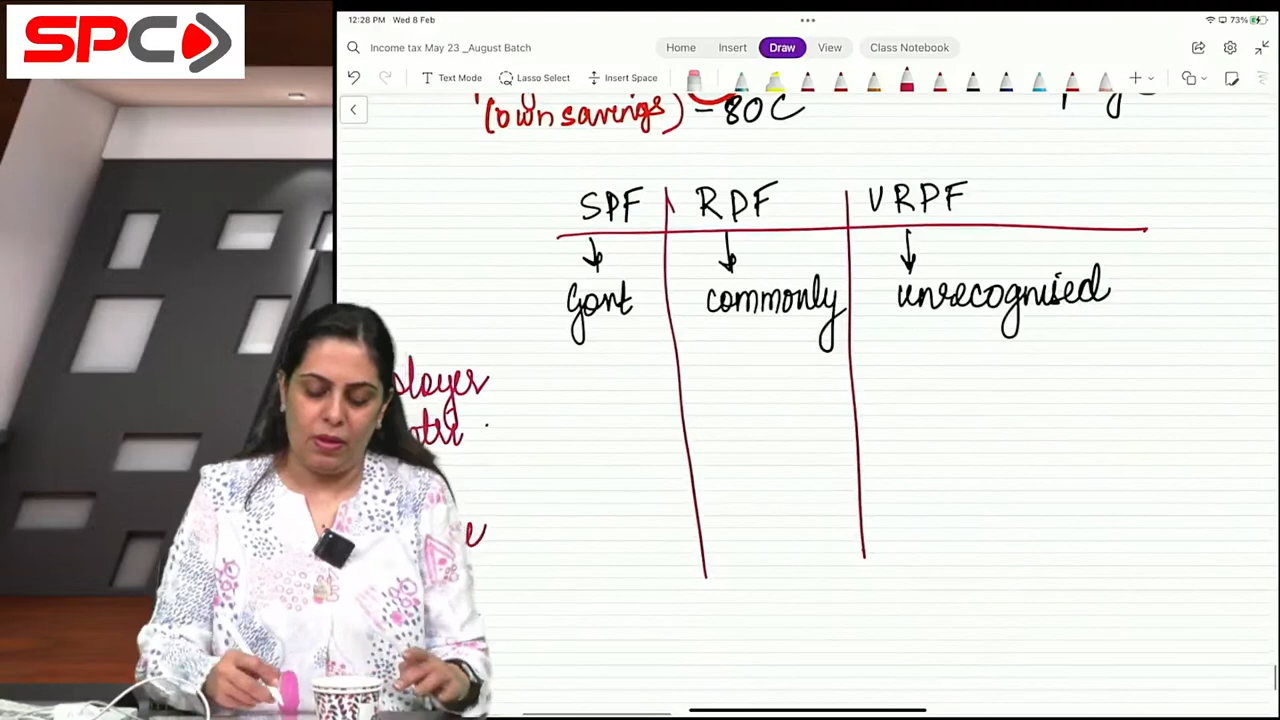 SPC
12:28 PM Wed 8 Feb
73%
Income tax May 23 _August Batch
Home Insert Draw View Class Notebook
Text Mode Lasso Select Insert Space
(own savings) - 80C
SPF RPF URPF
Govt commonly unrecognised